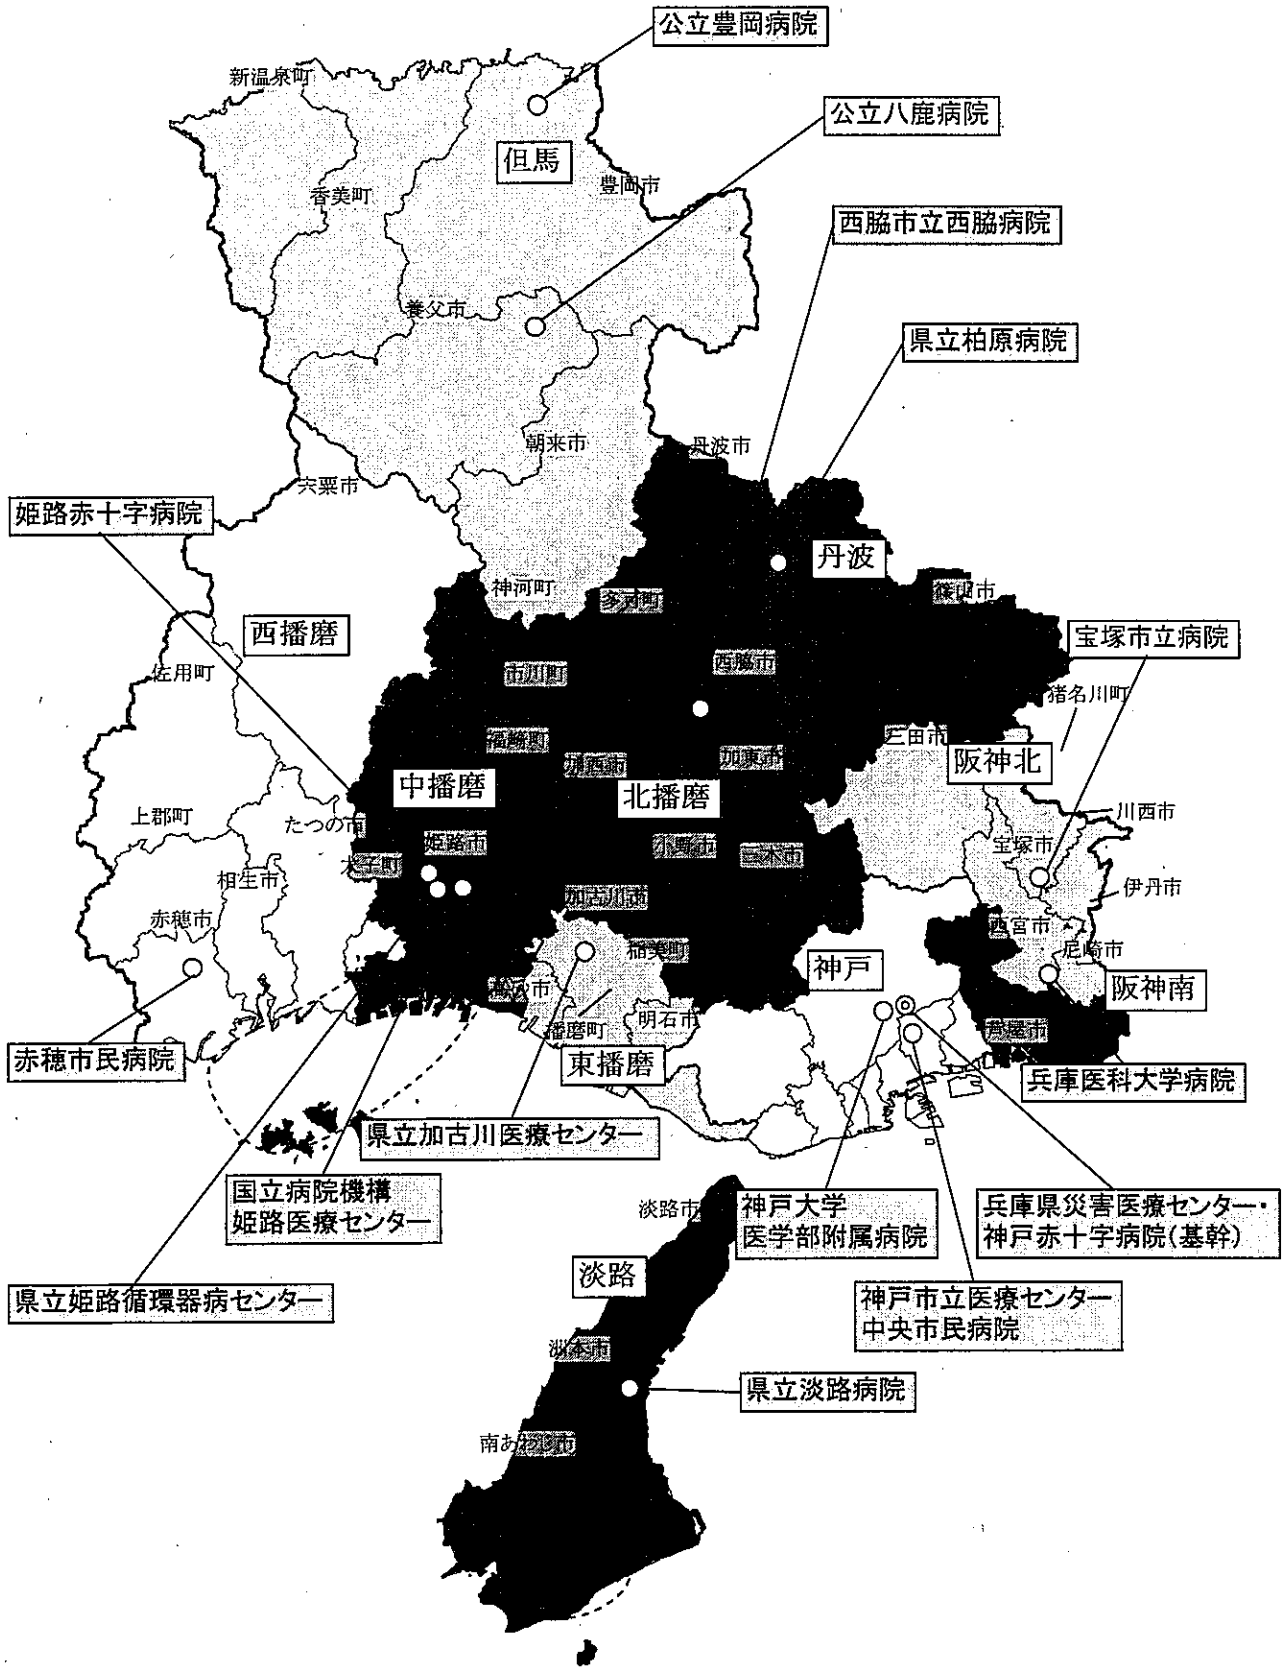 公立豊岡病院
新温泉町
公立八鹿病院
但馬
香美町
豊岡市
西脇市立西脇病院
養父市
県立柏原病院
朝来市
丹波市
宍粟市
姫路赤十字病院
丹波
神河町
多可町
篠山市
西播磨
宝塚市立病院
佐用町
市川町
西脇市
猪名川町
福崎町
三田市
加西市
加東市
阪神北
中播磨
北播磨
上郡町
川西市
たつの市
姫路市
小野市
三木市
宝塚市
太子町
相生市
伊丹市
加古川市
赤穂市
西宮市
稲美町
尼崎市
神戸
高砂市
阪神南
播磨町
明石市
芦屋市
赤穂市民病院
東播磨
兵庫医科大学病院
県立加古川医療センター
国立病院機構
姫路医療センター
淡路市
神戸大学
医学部附属病院
兵庫県災害医療センター・
神戸赤十字病院(基幹)
淡路
県立姫路循環器病センター
神戸市立医療センター
中央市民病院
洲本市
県立淡路病院
南あわじ市